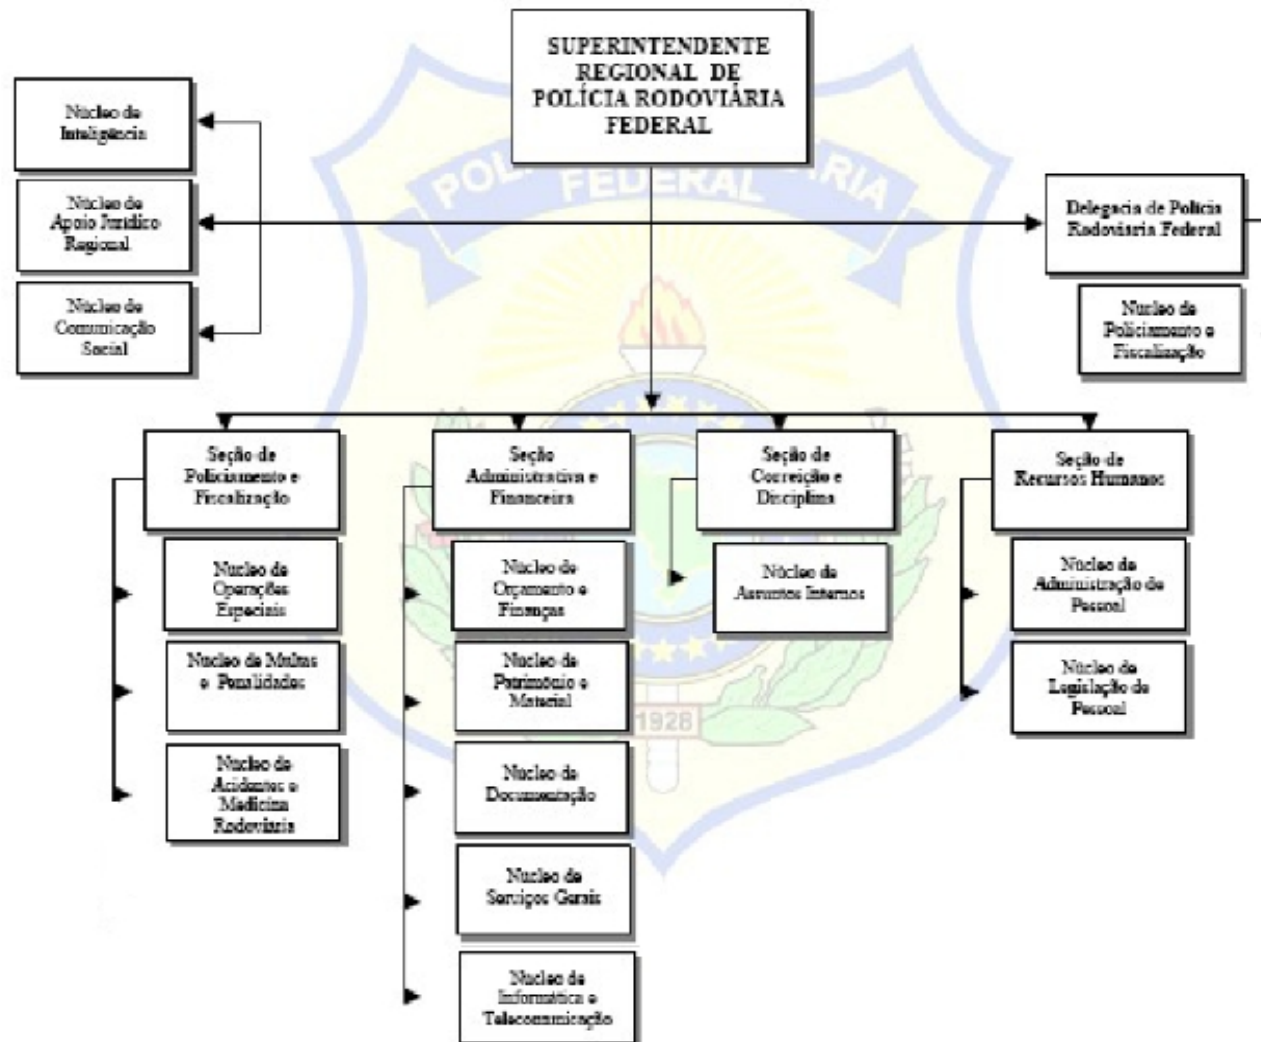 SUPERINTENDENTE
REGIONAL DE
POLÍCIA RODOVIÁRIA
FEDERAL
Núcleo de
Inteligência
Núcleo de
Apoio Jurídico
Regional
Núcleo de
Comunicação
Social
POL
ÁRIA
FEDERAL
Delegacia de Polícia
Rodoviária Federal
Nucleo de
Policiamento e
Fiscalização
Seção de
Policiamento e
Fiscalização
Núcleo de
Operações
Especiais
Núcleo de Multas
e Penalidades
Núcleo de
Acidentes e
Medicina
Rodoviária
Seção
Administrativa e
Financeira
Núcleo de
Orçamento e
Finanças
Núcleo de
Patrimônio e
Material
Núcleo de
Documentação
Nucleo de
Serviços Gerais
Núcleo de
Informática e
Telecomunicação
Seção de
Correição e
Disciplina
Núcleo de
Assuntos Internos
1928
Seção de
Recursos Humanos
Núcleo de
Administração de
Pessoal
Núcleo de
Legislação de
Pessoal